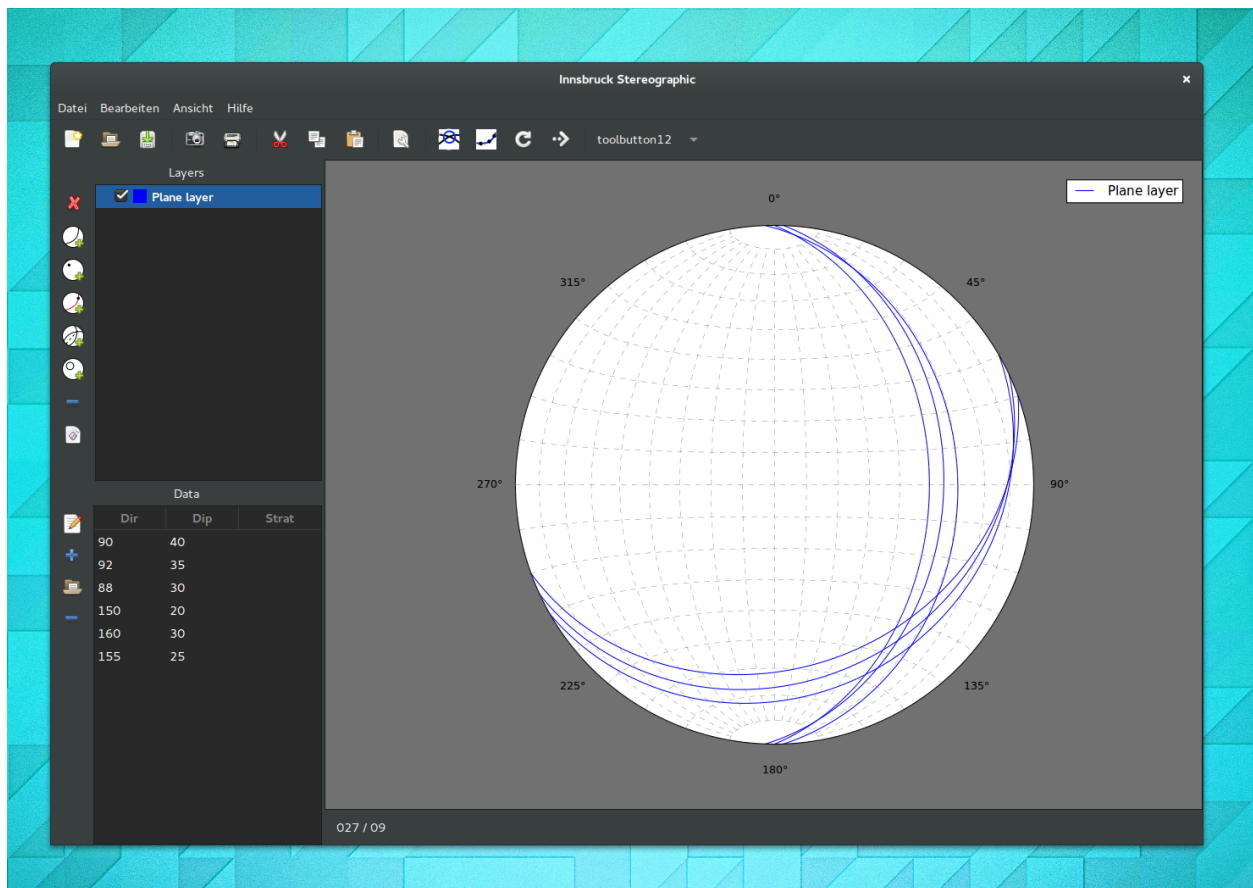 Innsbruck Stereographic
Datei Bearbeiten Ansicht Hilfe
toolbutton12
Layers
Plane layer
Plane layer
0°
45°
90°
135°
180°
225°
270°
315°
Data
Dir Dip Strat
90 40
92 35
88 30
150 20
160 30
155 25
027 / 09